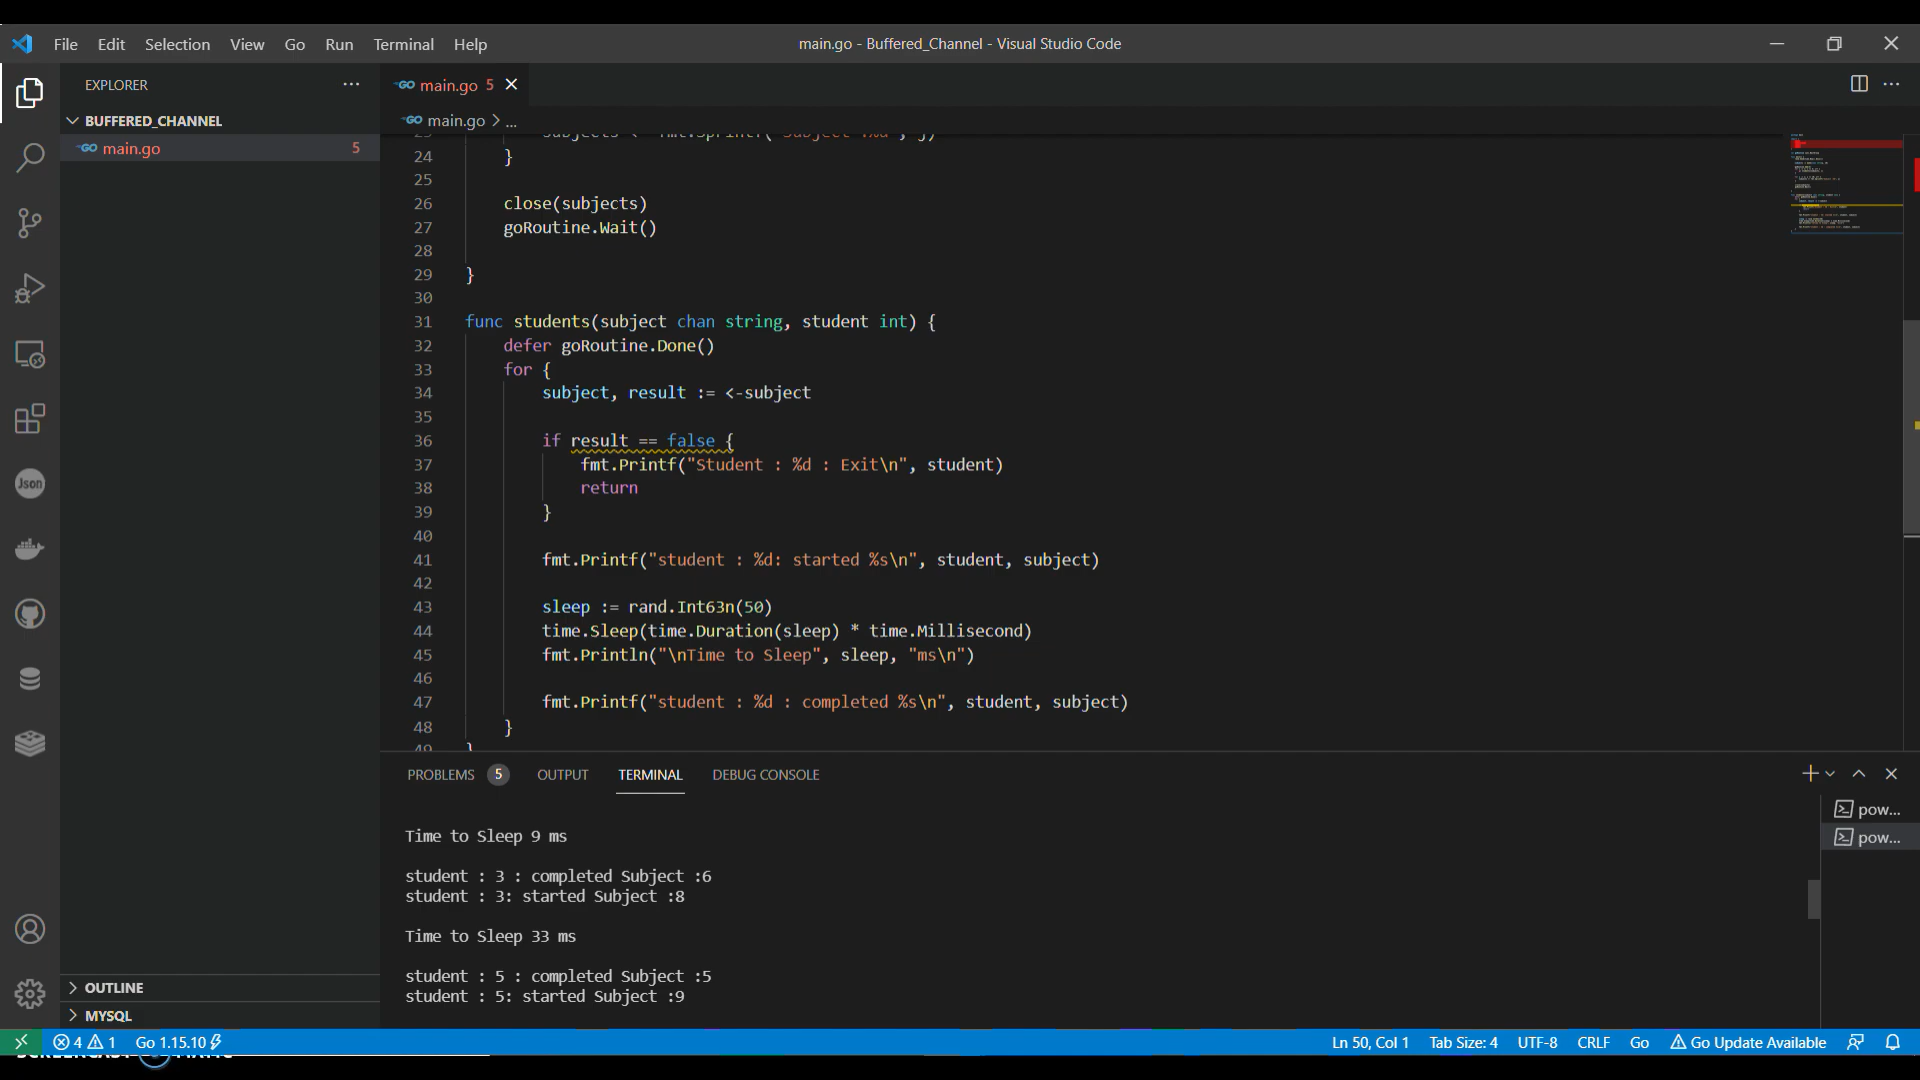 File Edit Selection View Go Run Terminal Help
main.go - Buffered_Channel - Visual Studio Code
EXPLORER
BUFFERED_CHANNEL
main.go 5
OUTLINE
MYSQL
Json
main.go 5
main.go > ...
24 }
25
26 close(subjects)
27 goRoutine.Wait()
28
29 }
30
31 func students(subject chan string, student int) {
32 defer goRoutine.Done()
33 for {
34 subject, result := <-subject
35
36 if result == false {
37 fmt.Printf("Student : %d : Exit\n", student)
38 return
39 }
40
41 fmt.Printf("student : %d: started %s\n", student, subject)
42
43 sleep := rand.Int63n(50)
44 time.Sleep(time.Duration(sleep) * time.Millisecond)
45 fmt.Println("\nTime to Sleep", sleep, "ms\n")
46
47 fmt.Printf("student : %d : completed %s\n", student, subject)
48 }
49 }
PROBLEMS 5 OUTPUT TERMINAL DEBUG CONSOLE
Time to Sleep 9 ms
student : 3 : completed Subject :6
student : 3: started Subject :8
Time to Sleep 33 ms
student : 5 : completed Subject :5
student : 5: started Subject :9
pow...
pow...
4 1 Go 1.15.10
Ln 50, Col 1 Tab Size: 4 UTF-8 CRLF Go Go Update Available